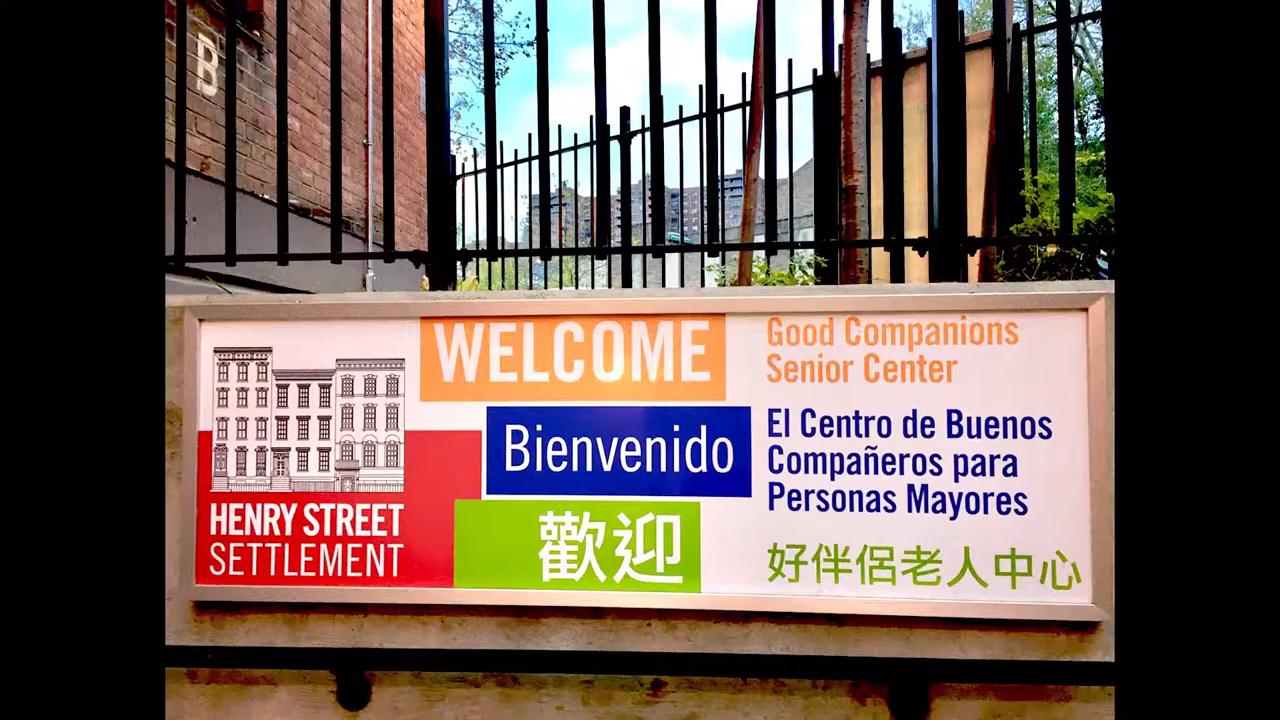 B
WELCOME
Good Companions
Senior Center
Bienvenido
El Centro de Buenos
Compañeros para
Personas Mayores
HENRY STREET
SETTLEMENT
歡迎
好伴侶老人中心